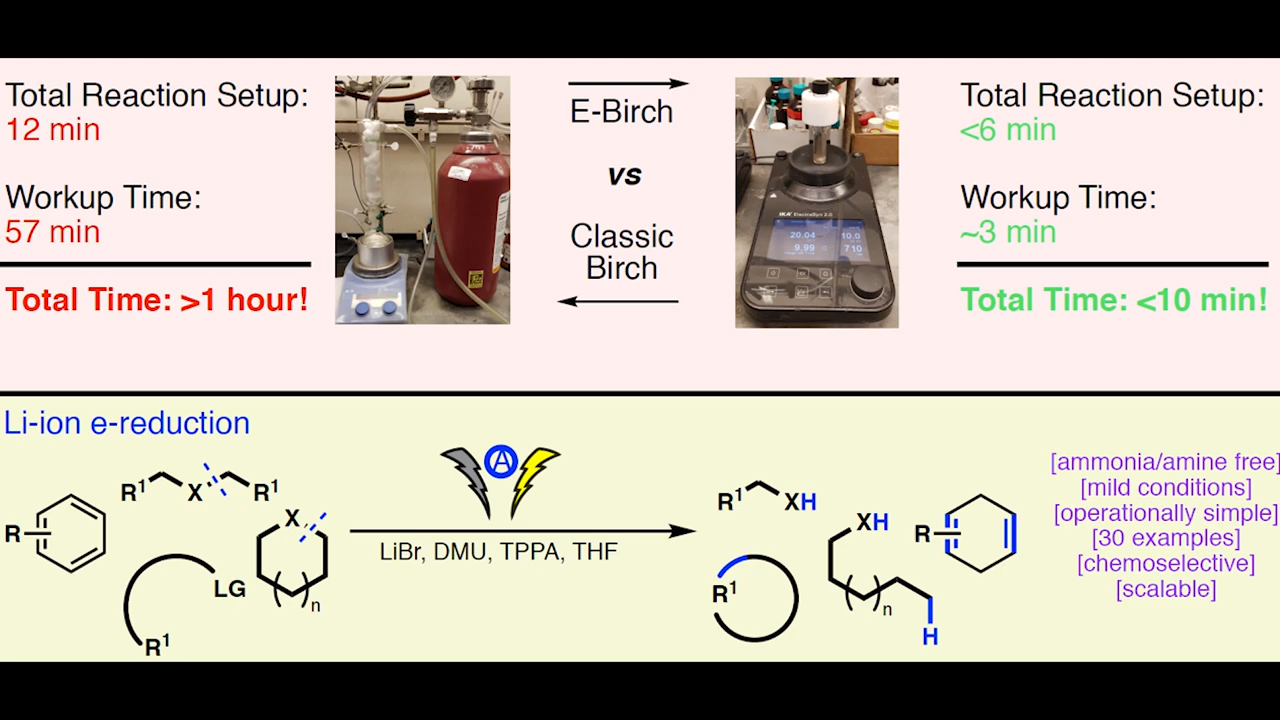 Total Reaction Setup:
12 min
Workup Time:
57 min
Total Time: >1 hour!
E-Birch
vs
Classic
Birch
IKA ElectraSyn 2.0
20.04
10.0
9.99
710
Total Reaction Setup:
<6 min
Workup Time:
~3 min
Total Time: <10 min!
Li-ion e-reduction
R
R¹
X
R¹
X
n
LG
R¹
A
LiBr, DMU, TPPA, THF
R¹
XH
XH
R
R¹
n
H
[ammonia/amine free]
[mild conditions]
[operationally simple]
[30 examples]
[chemoselective]
[scalable]